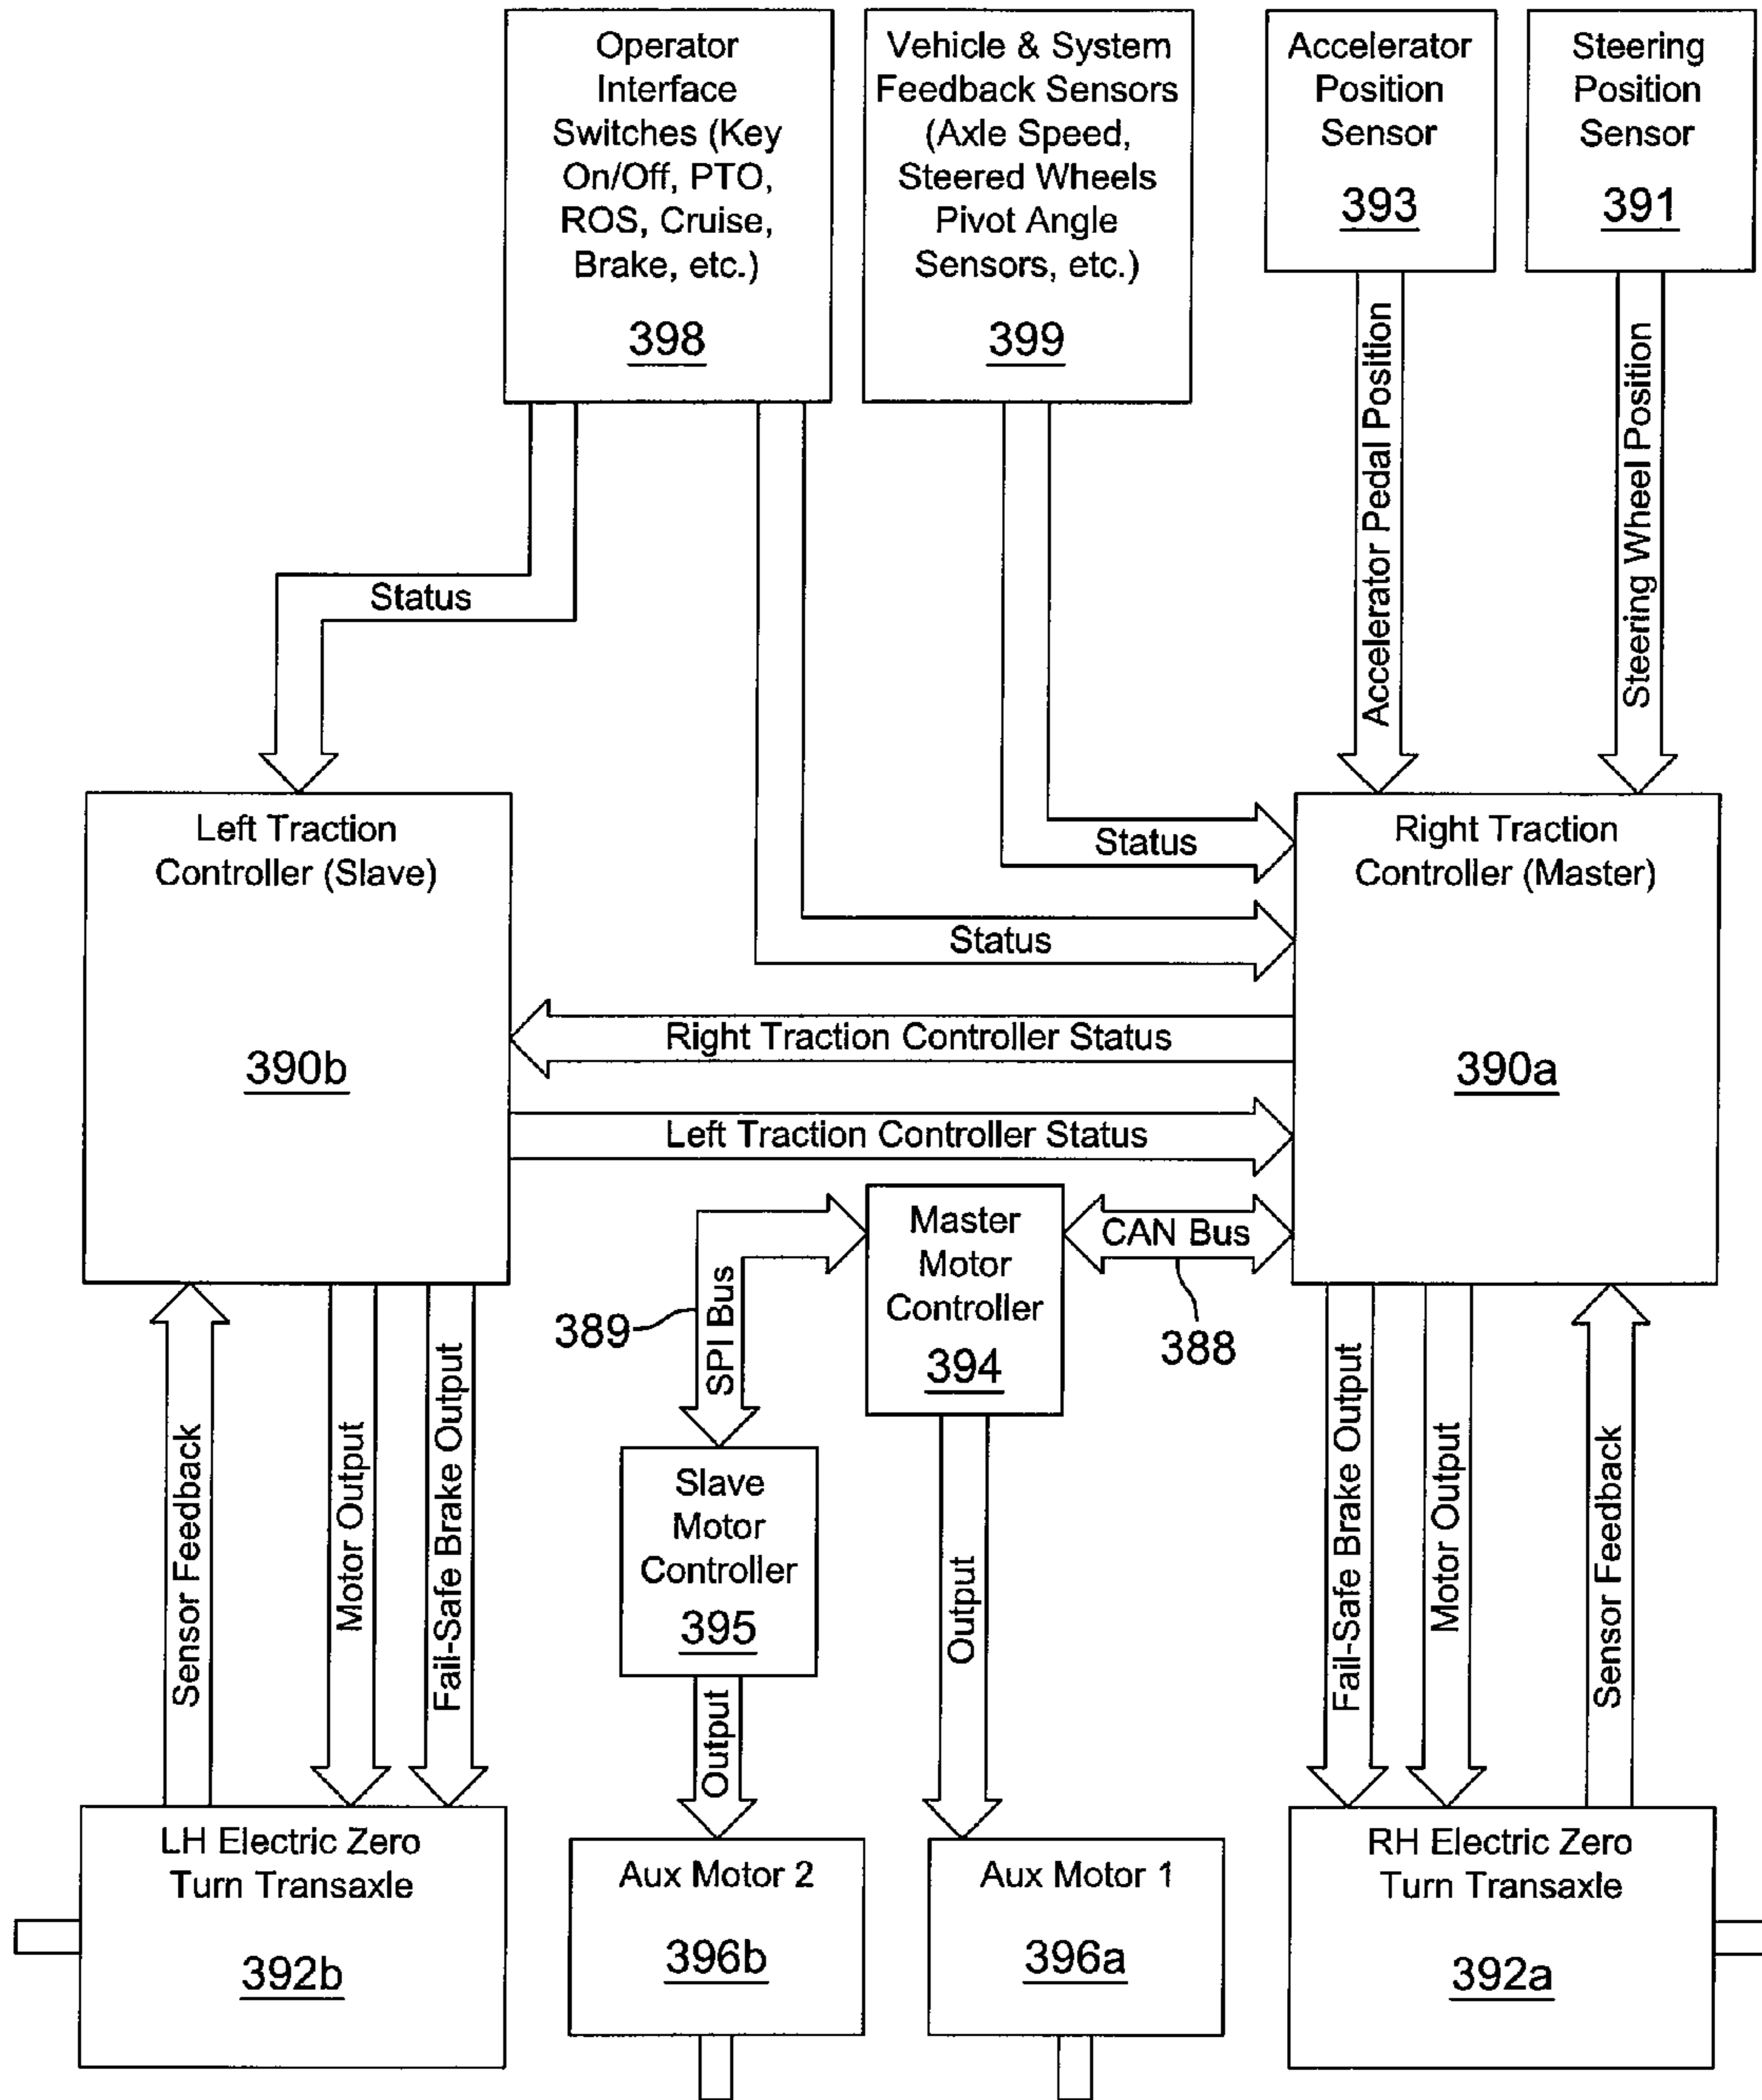 Operator
Interface
Switches (Key
On/Off, PTO,
ROS, Cruise,
Brake, etc.)
398
Vehicle & System
Feedback Sensors
(Axle Speed,
Steered Wheels
Pivot Angle
Sensors, etc.)
399
Accelerator
Position
Sensor
393
Steering
Position
Sensor
391
Accelerator Pedal Position
Steering Wheel Position
Status
Left Traction
Controller (Slave)
390b
Status
Status
Right Traction
Controller (Master)
390a
Right Traction Controller Status
Left Traction Controller Status
Master
Motor
Controller
394
CAN Bus
388
SPI Bus
389
Slave
Motor
Controller
395
Sensor Feedback
Motor Output
Fail-Safe Brake Output
Output
Output
Fail-Safe Brake Output
Motor Output
Sensor Feedback
LH Electric Zero
Turn Transaxle
392b
Aux Motor 2
396b
Aux Motor 1
396a
RH Electric Zero
Turn Transaxle
392a